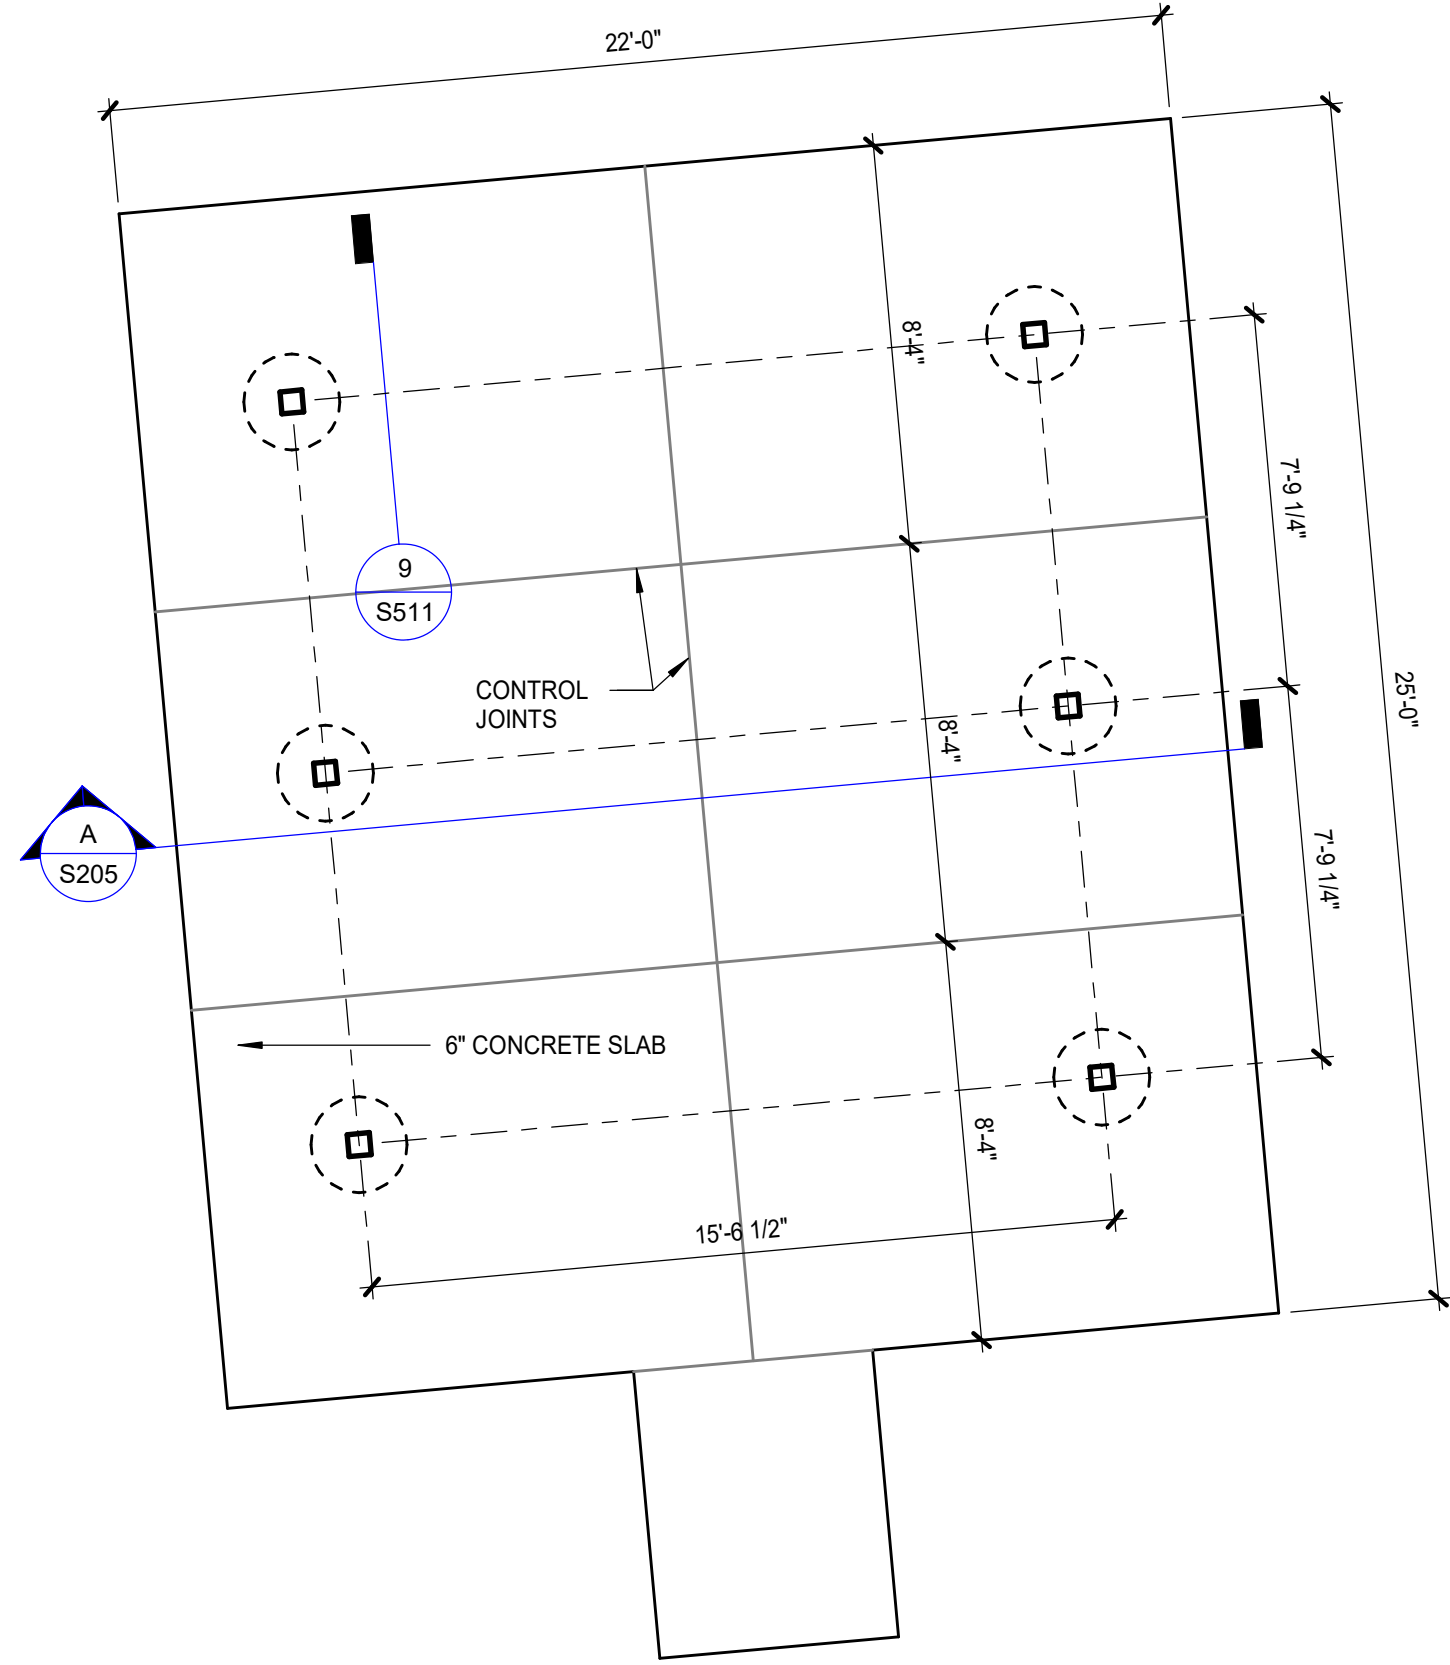 22'-0"
8'-4"
7'-9 1/4"
9
S511
CONTROL
JOINTS
25'-0"
8'-4"
A
S205
7'-9 1/4"
6" CONCRETE SLAB
8'-4"
15'-6 1/2"